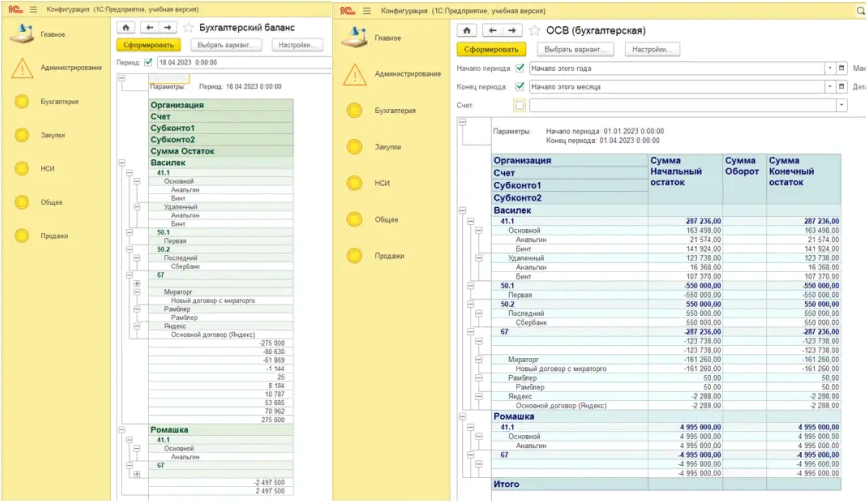 1С
Конфигурация (1С:Предприятие, учебная версия)
Главное
Администрирование
Бухгалтерия
Закупки
НСИ
Общее
Продажи
Бухгалтерский баланс
Сформировать
Выбрать вариант...
Настройки...
Период:
18.04.2023 0:00:00
Параметры:
Период: 18.04.2023 0:00:00
Организация
Счет
Субконто1
Субконто2
Сумма Остаток
Василек
41.1
Основной
Анальгин
Бинт
Удаленный
Анальгин
Бинт
50.1
Первая
50.2
Последний
СберБанк
67
Мираторг
Новый договор с мираторго
Рамблер
Рамблер
Яндекс
Основной договор (Яндекс)
-275 000
-80 630
-61 869
-1 144
25
8 184
10 787
53 685
70 962
275 000
Ромашка
41.1
Основной
Анальгин
67
-2 497 500
2 497 500
1С
Конфигурация (1С:Предприятие, учебная версия)
Главное
Администрирование
Бухгалтерия
Закупки
НСИ
Общее
Продажи
ОСВ (бухгалтерская)
Сформировать
Выбрать вариант...
Настройки...
Начало периода:
Начало этого года
Конец периода:
Начало этого месяца
Счет:
Параметры:
Начало периода: 01.01.2023 0:00:00
Конец периода: 01.04.2023 0:00:00
Организация
Счет
Субконто1
Субконто2
Сумма Начальный остаток
Сумма Оборот
Сумма Конечный остаток
Василек
41.1 287 236,00 287 236,00
Основной 163 498,00 163 498,00
Анальгин 21 574,00 21 574,00
Бинт 141 924,00 141 924,00
Удаленный 123 738,00 123 738,00
Анальгин 16 368,00 16 368,00
Бинт 107 370,00 107 370,00
50.1 -550 000,00 -550 000,00
Первая -550 000,00 -550 000,00
50.2 550 000,00 550 000,00
Последний 550 000,00 550 000,00
Сбербанк 550 000,00 550 000,00
67 -287 236,00 -287 236,00
-123 738,00 -123 738,00
-123 738,00 -123 738,00
Мираторг -161 260,00 -161 260,00
Новый договор с мираторго -161 260,00 -161 260,00
Рамблер 50,00 50,00
Рамблер 50,00 50,00
Яндекс -2 288,00 -2 288,00
Основной договор (Яндекс) -2 288,00 -2 288,00
Ромашка
41.1 4 995 000,00 4 995 000,00
Основной 4 995 000,00 4 995 000,00
Анальгин 4 995 000,00 4 995 000,00
67 -4 995 000,00 -4 995 000,00
-4 995 000,00 -4 995 000,00
-4 995 000,00 -4 995 000,00
Итого